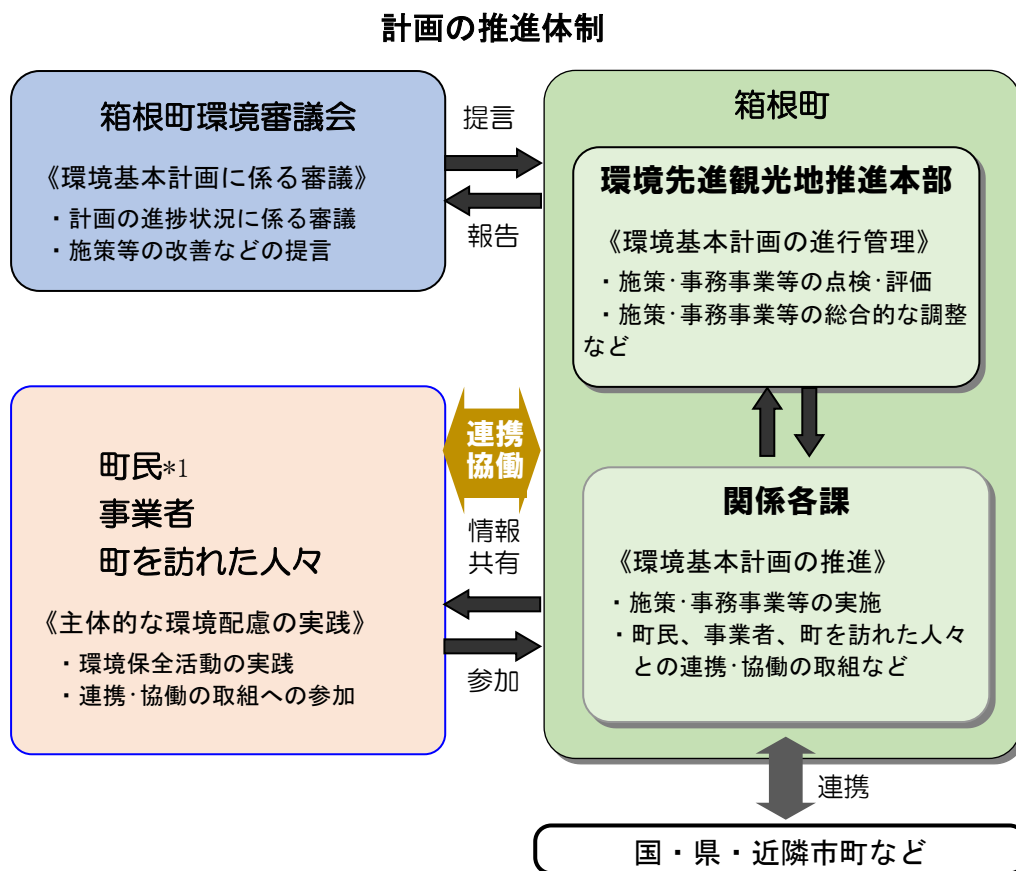 計画の推進体制
箱根町環境審議会
《環境基本計画に係る審議》
・計画の進捗状況に係る審議
・施策等の改善などの提言
提言
報告
箱根町
環境先進観光地推進本部
《環境基本計画の進行管理》
・施策･事務事業等の点検･評価
・施策･事務事業等の総合的な調整
など
町民*1
事業者
町を訪れた人々
《主体的な環境配慮の実践》
・環境保全活動の実践
・連携･協働の取組への参加
連携
協働
情報
共有
参加
関係各課
《環境基本計画の推進》
・施策･事務事業等の実施
・町民、事業者、町を訪れた人々
との連携･協働の取組など
連携
国・県・近隣市町など